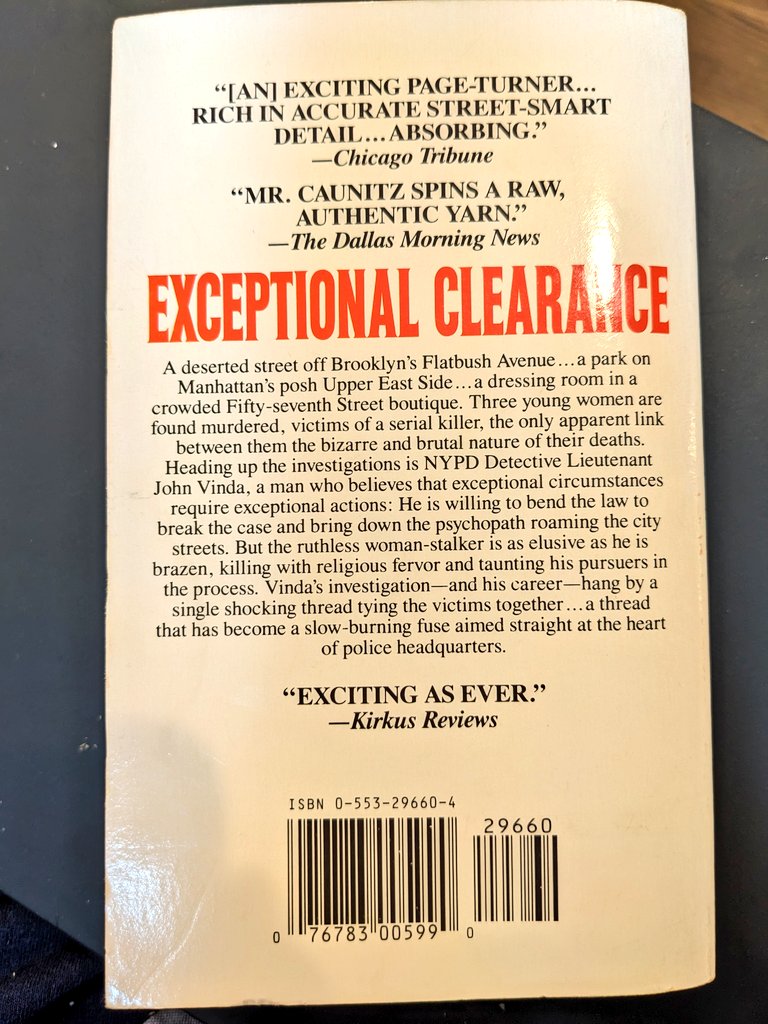 “[AN] EXCITING PAGE-TURNER...
RICH IN ACCURATE STREET-SMART
DETAIL...ABSORBING.”
—Chicago Tribune
“MR. CAUNITZ SPINS A RAW,
AUTHENTIC YARN.”
—The Dallas Morning News
EXCEPTIONAL CLEARANCE
A deserted street off Brooklyn's Flatbush Avenue...a park on
Manhattan's posh Upper East Side...a dressing room in a
crowded Fifty-seventh Street boutique. Three young women are
found murdered, victims of a serial killer, the only apparent link
between them the bizarre and brutal nature of their deaths.
Heading up the investigations is NYPD Detective Lieutenant
John Vinda, a man who believes that exceptional circumstances
require exceptional actions: He is willing to bend the law to
break the case and bring down the psychopath roaming the city
streets. But the ruthless woman-stalker is as elusive as he is
brazen, killing with religious fervor and taunting his pursuers in
the process. Vinda's investigation—and his career—hang by a
single shocking thread tying the victims together...a thread
that has become a slow-burning fuse aimed straight at the heart
of police headquarters.
“EXCITING AS EVER.”
—Kirkus Reviews
ISBN 0-553-29660-4
29660
0 76783 00599 0